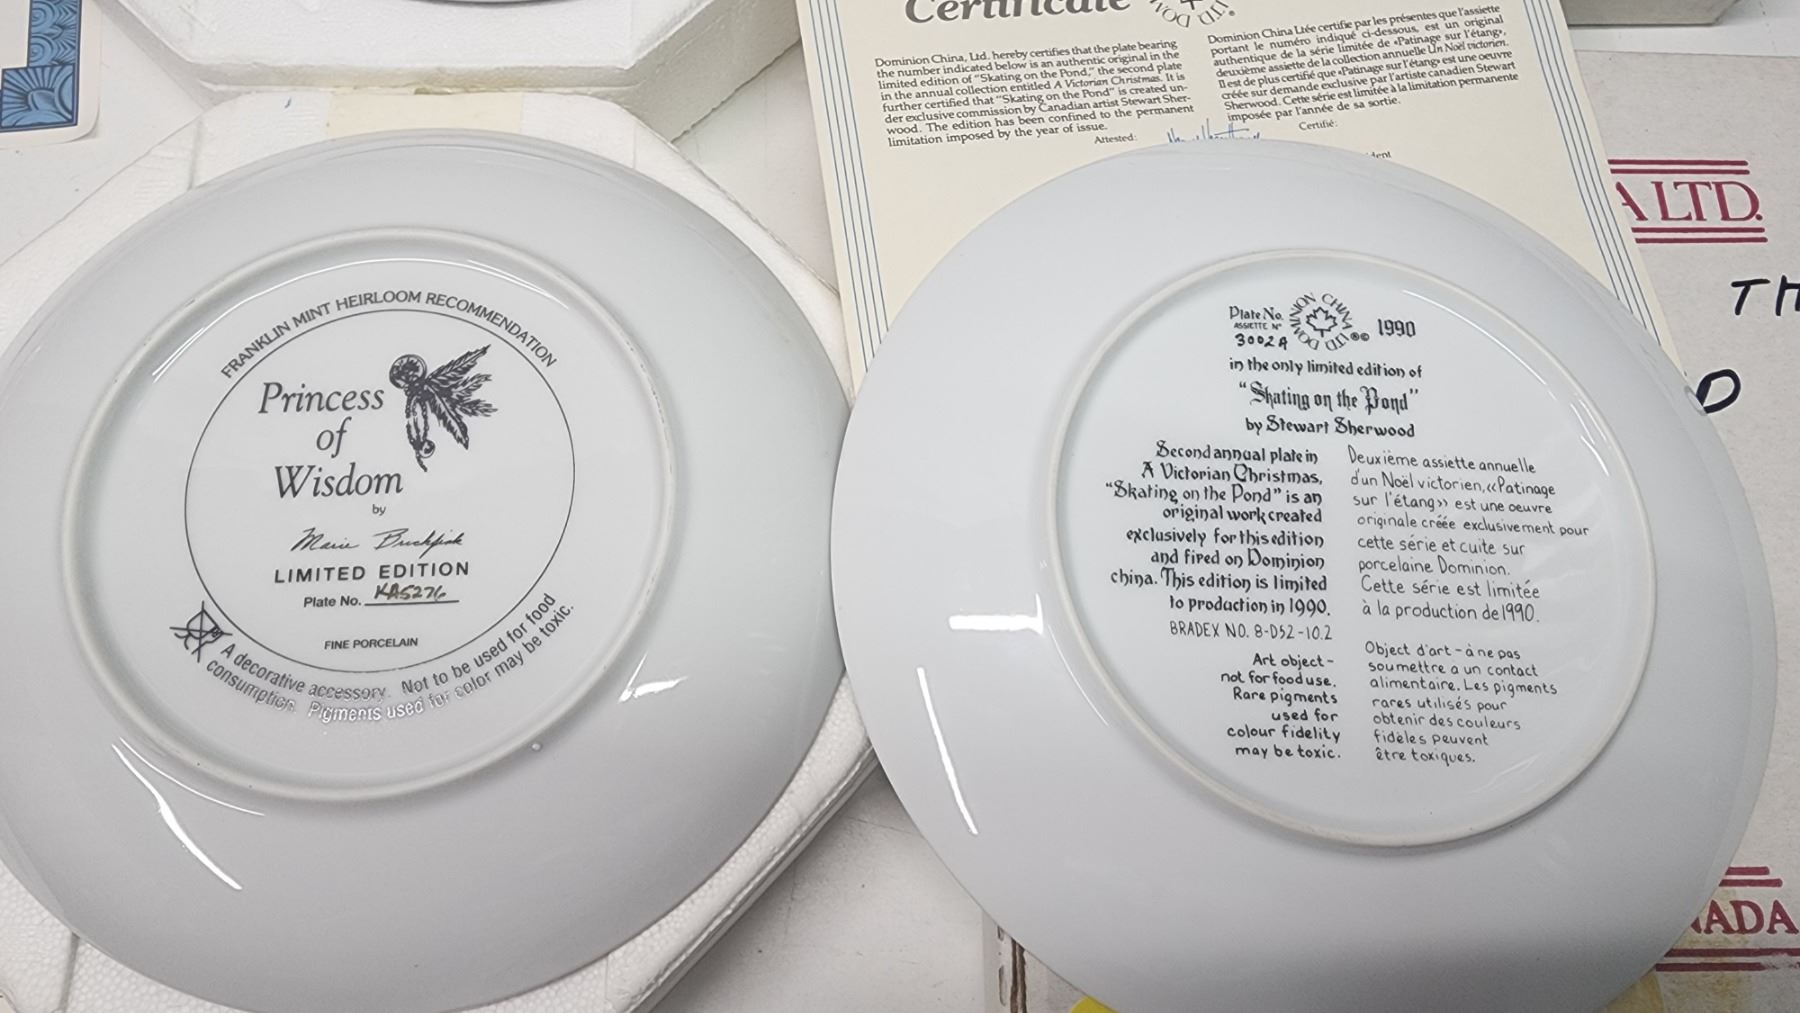 Certificate
DOMINION CHINA LTD.®
Dominion China, Ltd. hereby certifies that the plate bearing
the number indicated below is an authentic original in the
limited edition of "Skating on the Pond," the second plate
in the annual collection entitled A Victorian Christmas. It is
further certified that "Skating on the Pond" is created un-
der exclusive commission by Canadian artist Stewart Sher-
wood. The edition has been confined to the permanent
limitation imposed by the year of issue.
Attested:
Dominion China Ltée certifie par les présentes que l'assiette
portant le numéro indiqué ci-dessous, est un original
authentique de la série limitée de «Patinage sur l'étang»,
deuxième assiette de la collection annuelle Un Noël victorien.
Il est de plus certifié que «Patinage sur l'étang» est une oeuvre
créée sur demande exclusive par l'artiste canadien Stewart
Sherwood. Cette série est limitée à la limitation permanente
imposée par l'année de sa sortie.
Certifié:
A LTD.
TH
D
NADA
FRANKLIN MINT HEIRLOOM RECOMMENDATION
Princess
of
Wisdom
by
Marie Buchfink
LIMITED EDITION
Plate No. KA5276
FINE PORCELAIN
A decorative accessory. Not to be used for food
consumption. Pigments used for color may be toxic.
Plate No.
ASSIETTE N°
3002A
DOMINION CHINA LTD.®©
1990
in the only limited edition of
"Skating on the Pond"
by Stewart Sherwood
Second annual plate in
A Victorian Christmas,
"Skating on the Pond" is an
original work created
exclusively for this edition
and fired on Dominion
china. This edition is limited
to production in 1990.
BRADEX NO. 8-D52-10.2
Art object-
not for food use.
Rare pigments
used for
colour fidelity
may be toxic.
Deuxième assiette annuelle
d'un Noël victorien, «Patinage
sur l'étang» est une oeuvre
originale créée exclusivement pour
cette série et cuite sur
porcelaine Dominion.
Cette série est limitée
à la production de 1990.
Object d'art - à ne pas
soumettre à un contact
alimentaire. Les pigments
rares utilisés pour
obtenir des couleurs
fidèles peuvent
être toxiques.